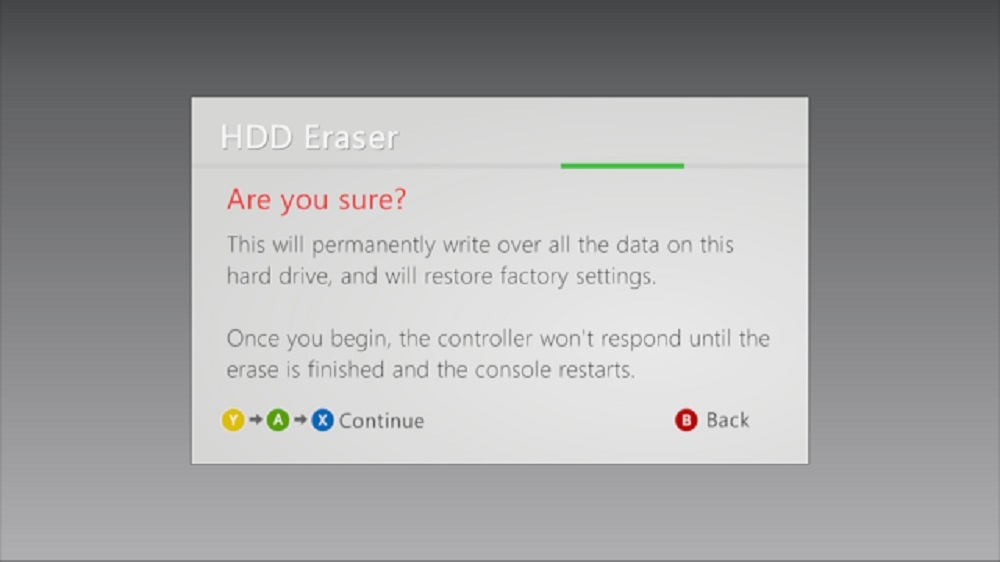 HDD Eraser
Are you sure?
This will permanently write over all the data on this
hard drive, and will restore factory settings.
Once you begin, the controller won't respond until the
erase is finished and the console restarts.
Y → A → X Continue
B Back